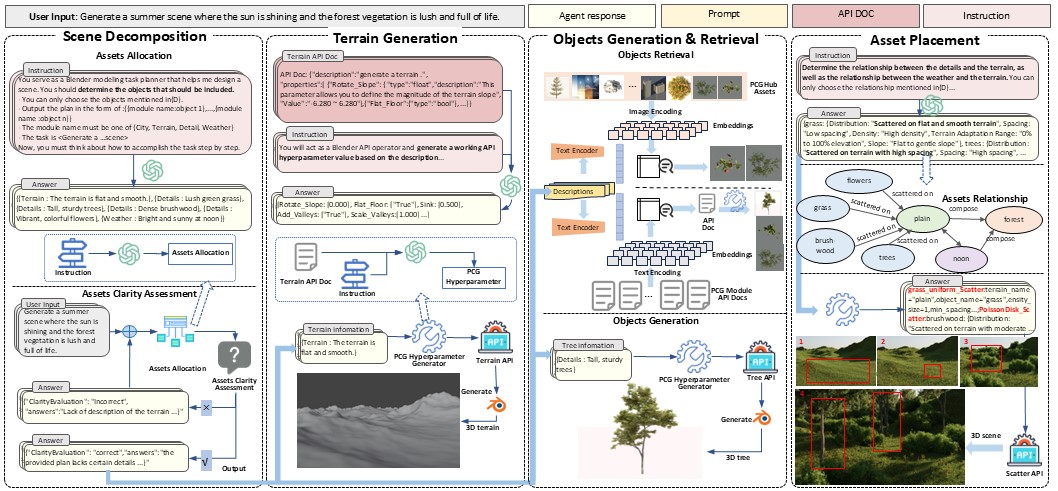 User Input: Generate a summer scene where the sun is shining and the forest vegetation is lush and full of life.
Agent response
Prompt
API DOC
Instruction
Scene Decomposition
Assets Allocation
Instruction
You serve as a Blender modeling task planner that helps me design a
scene. You should determine the objects that should be included.
· You can only choose the objects mentioned in{D}.
· Output the plan in the form of :{{module name:object 1},...,{module
name :object n}}
· The module name must be one of {City, Terrain, Detail, Weather}
· The task is <Generate a ...scene>
Now, you must think about how to accomplish the task step by step.
Answer
{{Terrain : The terrain is flat and smooth.}, {Details : Lush green grass},
{Details : Tall, sturdy trees}, {Details : Dense brushwood}, {Details :
Vibrant, colorful flowers}, {Weather : Bright and sunny at noon}}
Instruction
Assets Allocation
Assets Clarity Assessment
User Input
Generate a summer
scene where the sun
is shining and the
forest vegetation is
lush and full of life.
Assets Allocation
Assets Clarity
Assessment
Answer
{"ClarityEvaluation": "Incorrect",
"answers":"Lack of description of the terrain ...}"
×
Answer
{"ClarityEvaluation": "correct","answers": "the
provided plan lacks certain details ...}"
√
Output
Terrain Generation
Terrain API Doc
API Doc: {"description":"generate a terrain .",
"properties":[ {"Rotate_Slope": { "type":"float","description":"This
parameter allows you to define the magnitude of the terrain slope",
"Value":"-6.280 ~ 6.280"},{"Flat_Floor":{"type":"bool"},...}]}
Instruction
You will act as a Blender API operator and generate a working API
hyperparameter value based on the description...
Answer
{Rotate_Slope: [0.000], Flat_Floor: {"True"}, Sink: [0.500],
Add_Valleys: {"True"}, Scale_Valleys:[1.000] ...}
Terrain API Doc
Instruction
PCG
Hyperparameter
Terrain infomation
{Terrain : The terrain is
flat and smooth.}
PCG Hyperparameter
Generator
API
Terrain API
Generate
3D terrain
Objects Generation & Retrieval
Objects Retrieval
...
PCGHub
Assets
Image Encoding
Embeddings
Text Encoder
Descriptions
Text Encoder
API
Doc
Embeddings
Text Encoding
...
PCG Module
API Docs
Objects Generation
Tree infomation
{Details : Tall, sturdy
trees }
PCG Hyperparameter
Generator
API
Tree API
Generate
3D tree
Asset Placement
Instruction
Determine the relationship between the details and the terrain, as
well as the relationship between the weather and the terrain. You can
only choose the objects mentioned in{D}...
Answer
{grass: {Distribution: "Scattered on flat and smooth terrain", Spacing:
"Low spacing", Density: "High density", Terrain Adaptation Range: "0%
to 100% elevation", Slope: "Flat to gentle slope" }, trees: {Distribution:
"Scattered on terrain with high spacing", Spacing: "High spacing", ...
Assets Relationship
flowers
grass
brush-
wood
trees
plain
noon
forest
scattered on
scattered on
scattered on
compose
compose
Answer
grass_uniform_Scatter:terrain_name
="plain",object_name="grass",ensity_
size=1,min_spacing...;PoissonDisk_Sc
atter:brushwood: {Distribution:
"Scattered on terrain with moderate
1
2
3
3D scene
API
Scatter API